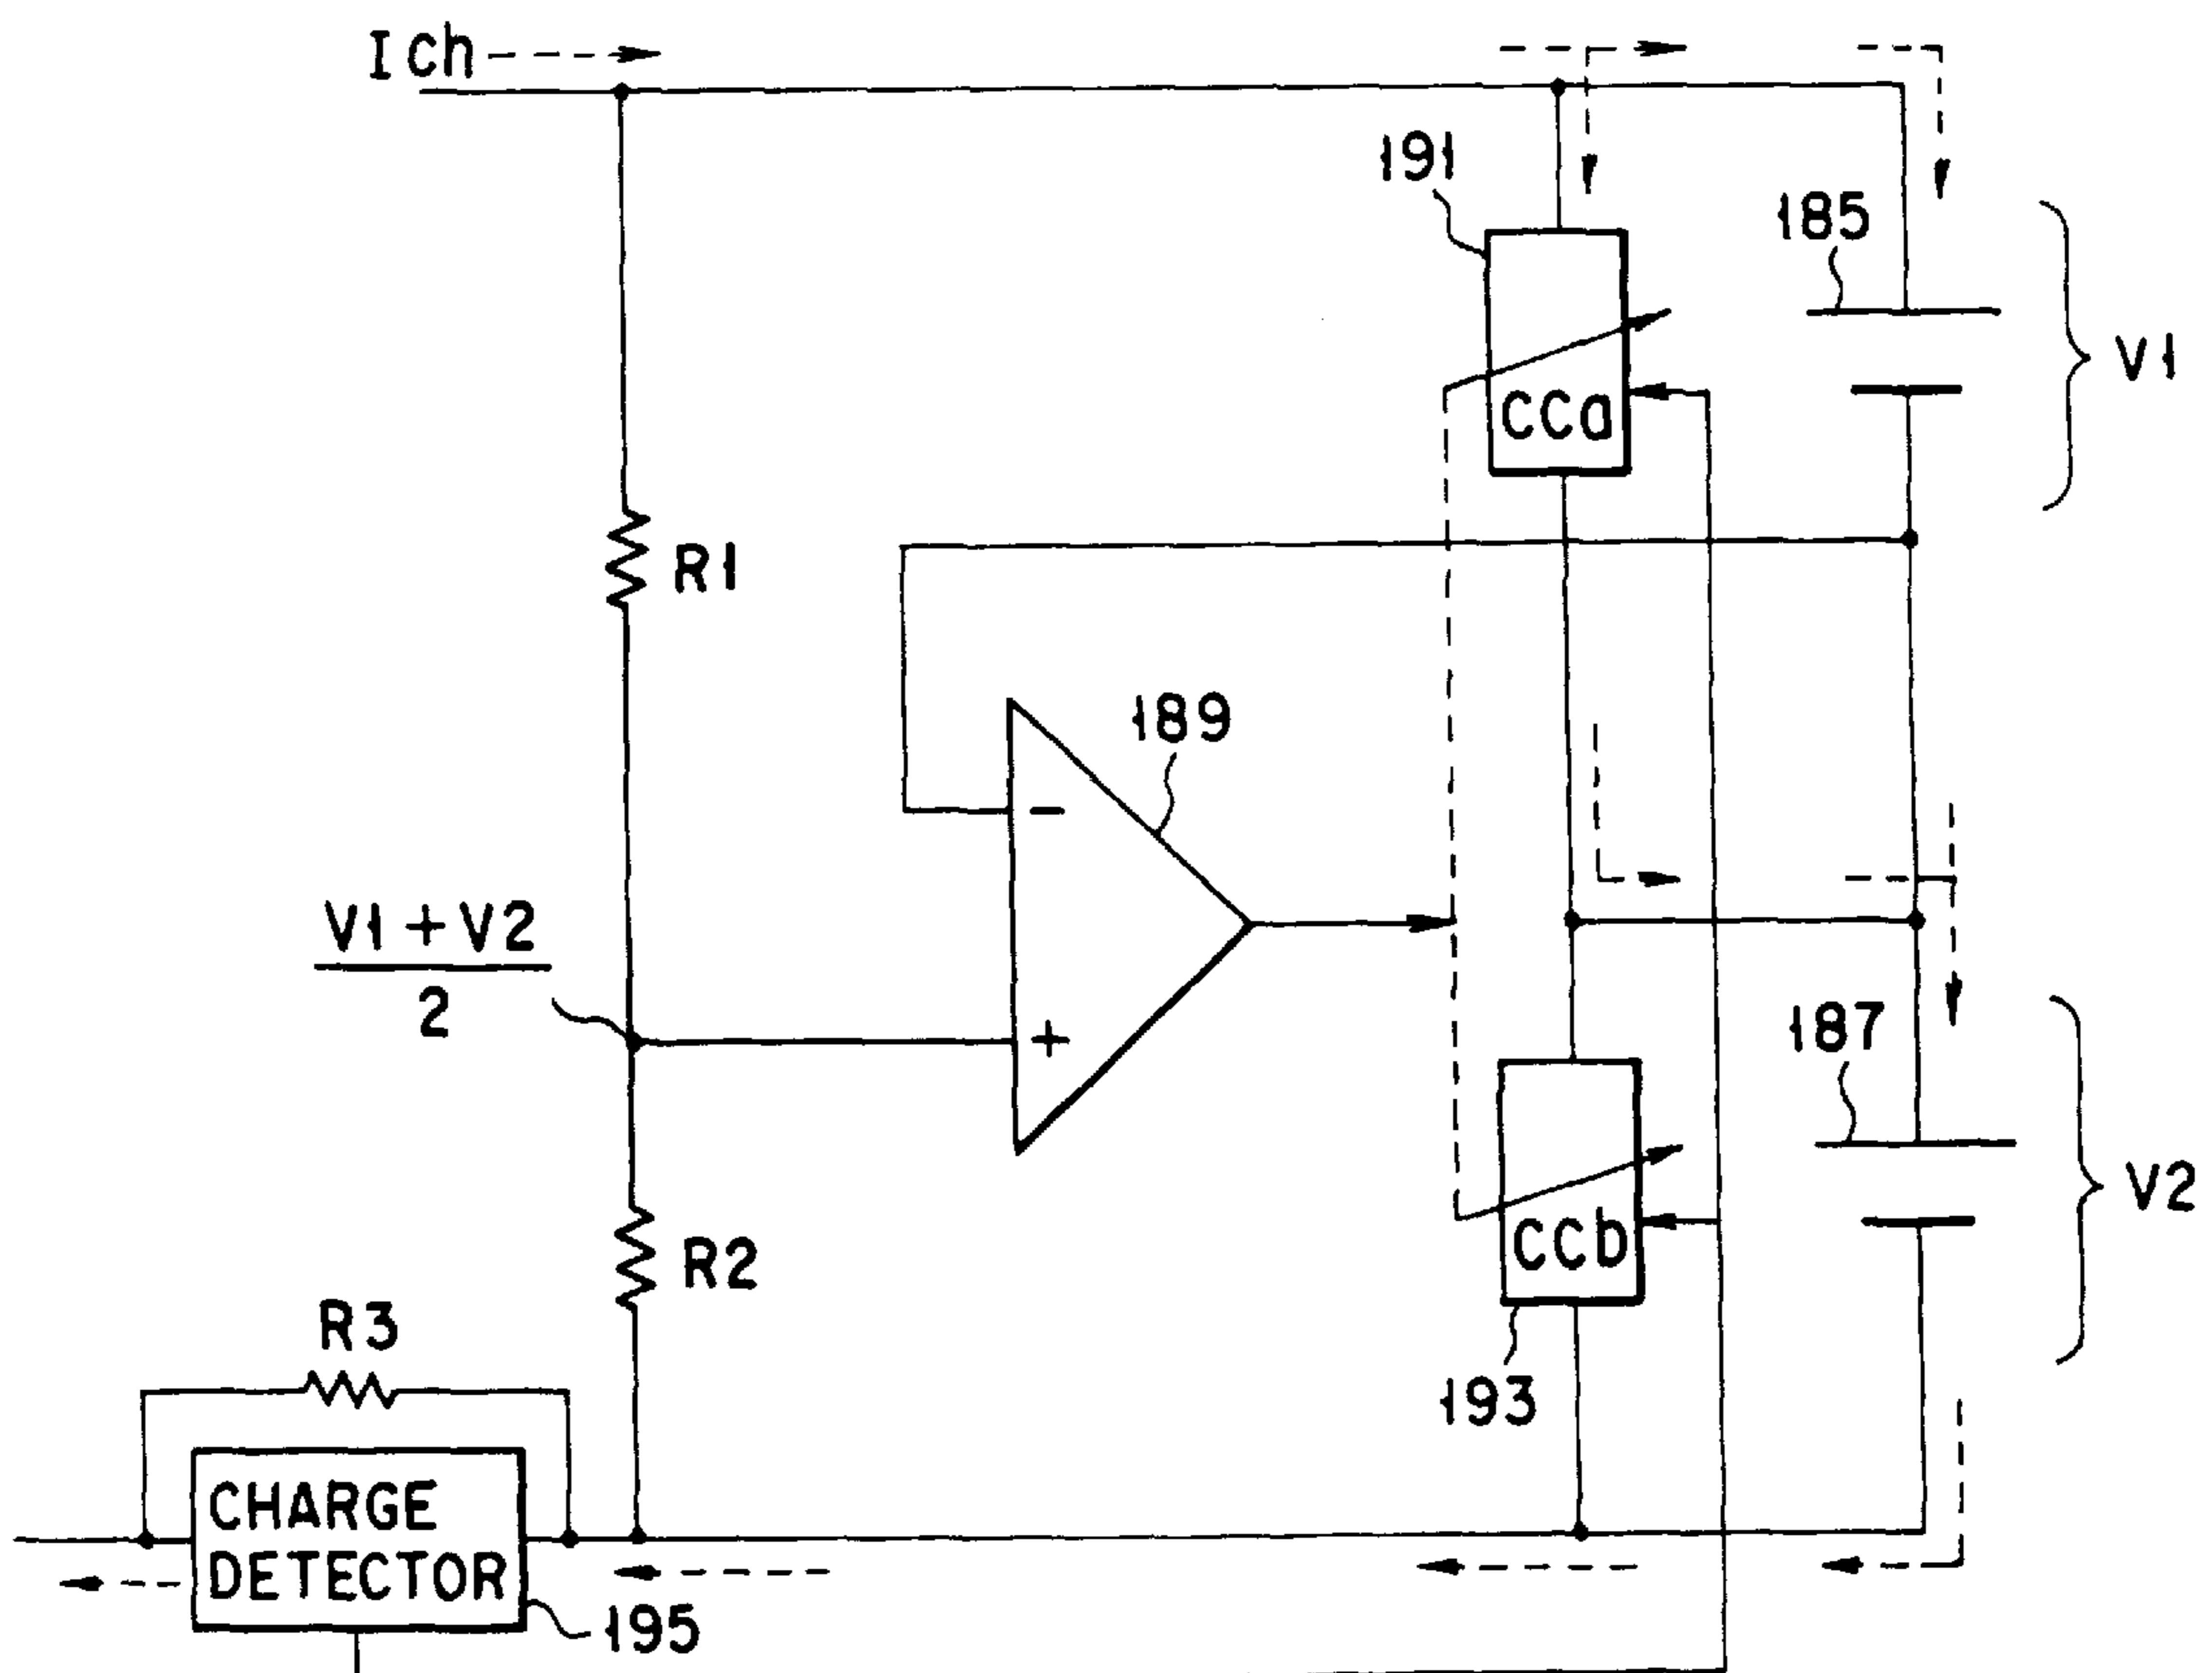 Ich
191
185
V1
CCa
R1
189
−
V1+V2
2
+
187
R2
CCb
V2
R3
193
CHARGE
DETECTOR
195